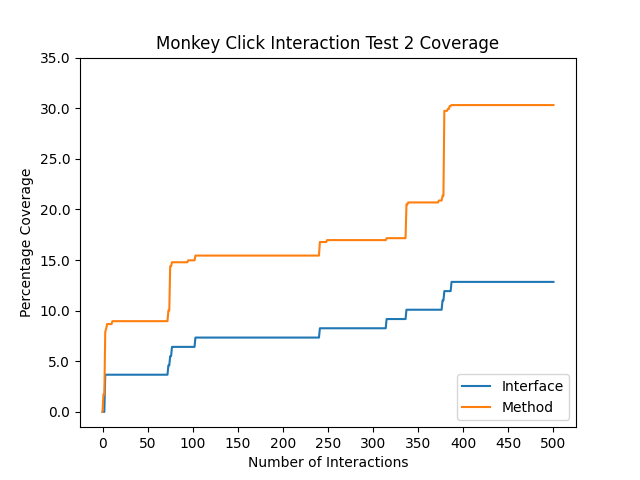 Monkey Click Interaction Test 2 Coverage
Percentage Coverage
35.0
30.0
25.0
20.0
15.0
10.0
5.0
0.0
Interface
Method
0 50 100 150 200 250 300 350 400 450 500
Number of Interactions